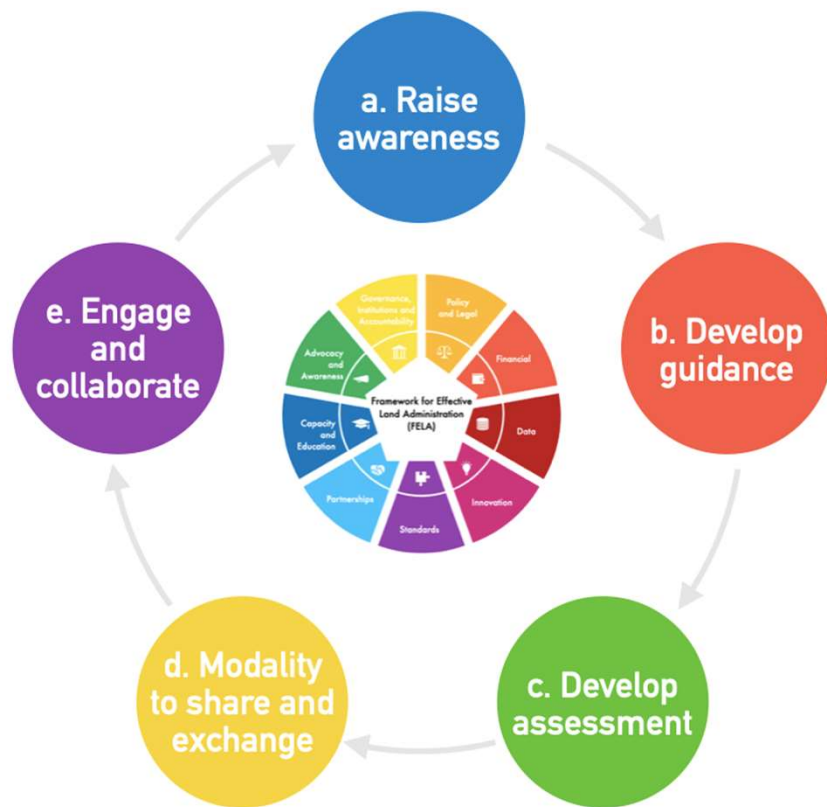 a. Raise
awareness
b. Develop
guidance
c. Develop
assessment
d. Modality
to share and
exchange
e. Engage
and
collaborate
Governance,
Institutions and
Accountability
Policy
and Legal
Financial
Data
Innovation
Standards
Partnerships
Capacity
and
Education
Advocacy
and
Awareness
Framework for Effective
Land Administration
(FELA)